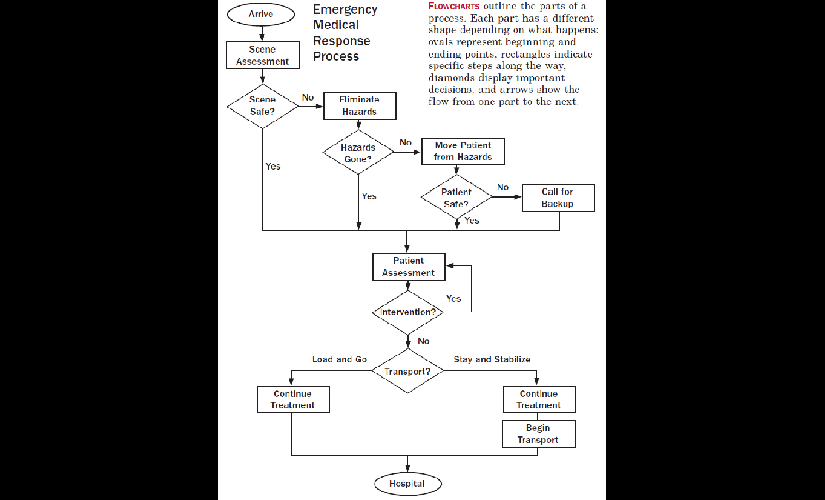 Arrive
Emergency
Medical
Response
Process
FLOWCHARTS outline the parts of a
process. Each part has a different
shape depending on what happens:
ovals represent beginning and
ending points, rectangles indicate
specific steps along the way,
diamonds display important
decisions, and arrows show the
flow from one part to the next.
Scene
Assessment
Scene
Safe?
No
Eliminate
Hazards
Yes
Hazards
Gone?
No
Move Patient
from Hazards
Yes
Patient
Safe?
No
Call for
Backup
Yes
Patient
Assessment
Yes
Intervention?
No
Load and Go
Transport?
Stay and Stabilize
Continue
Treatment
Continue
Treatment
Begin
Transport
Hospital